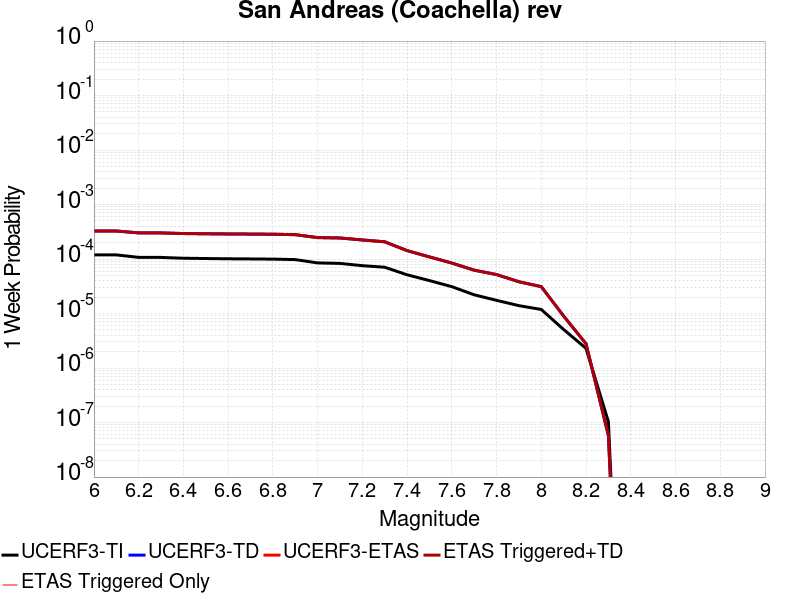 San Andreas (Coachella) rev
10^0
10^-1
10^-2
10^-3
10^-4
10^-5
10^-6
10^-7
10^-8
1 Week Probability
6 6.2 6.4 6.6 6.8 7 7.2 7.4 7.6 7.8 8 8.2 8.4 8.6 8.8 9
Magnitude
UCERF3-TI UCERF3-TD UCERF3-ETAS ETAS Triggered+TD
ETAS Triggered Only